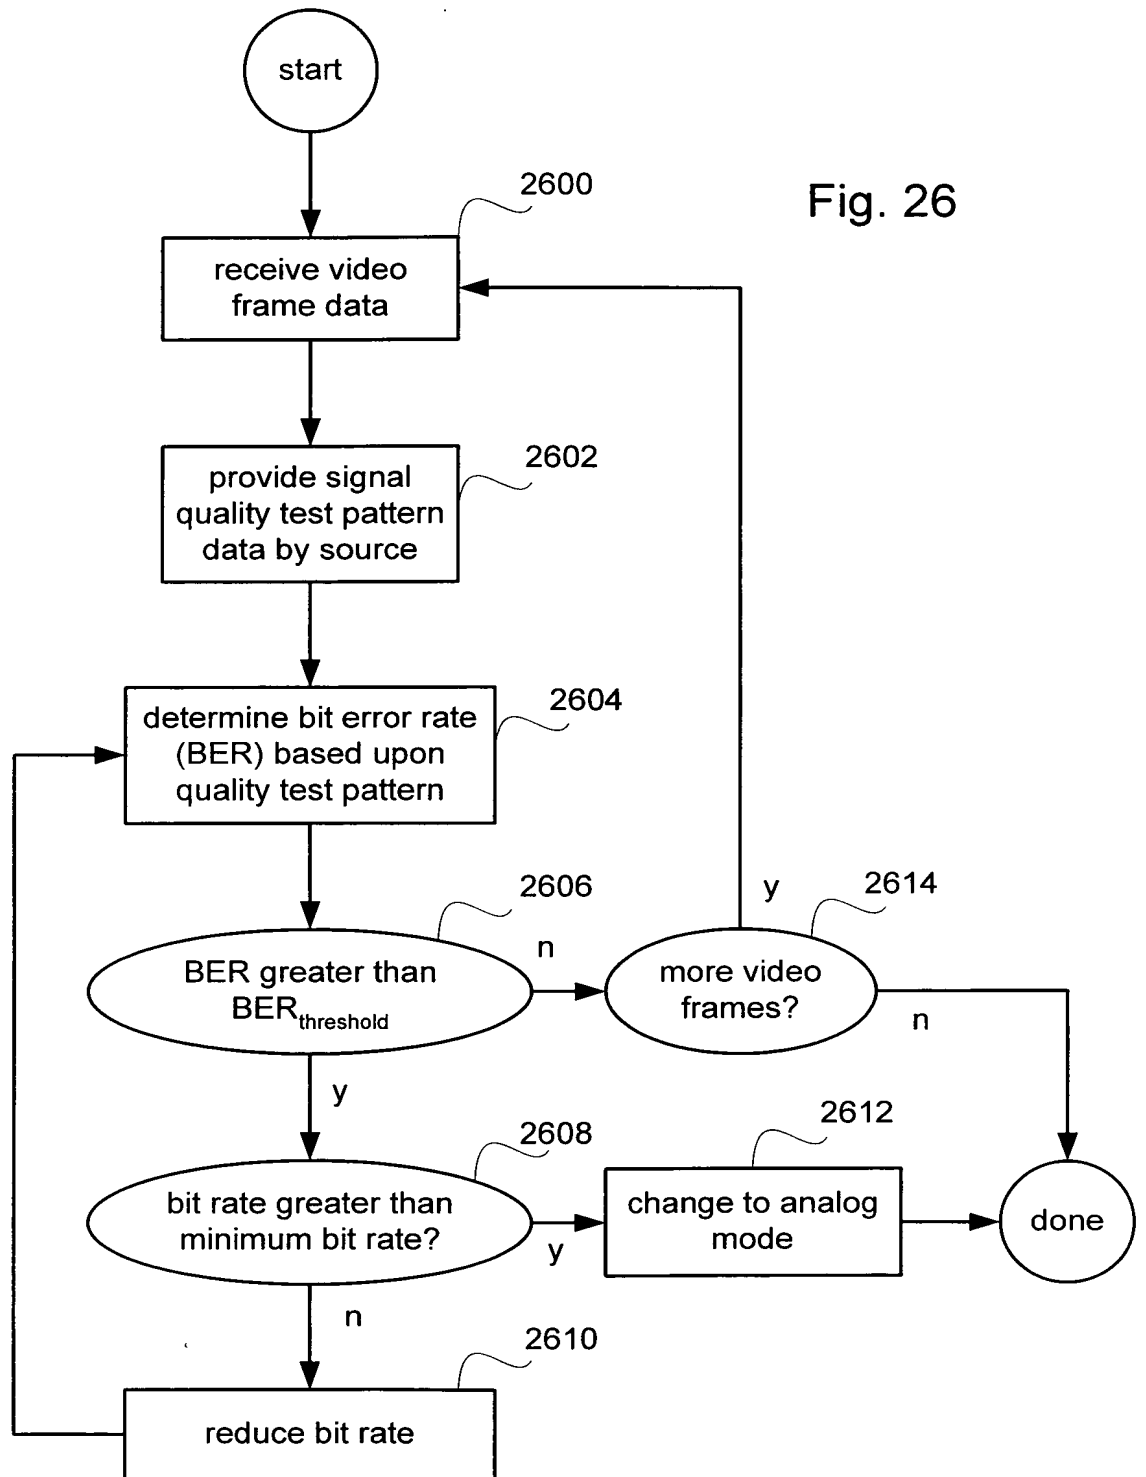 start
2600
Fig. 26
receive video
frame data
2602
provide signal
quality test pattern
data by source
2604
determine bit error rate
(BER) based upon
quality test pattern
2606
BER greater than
BERthreshold
n
y
2614
more video
frames?
y
n
2608
bit rate greater than
minimum bit rate?
y
n
2612
change to analog
mode
done
2610
reduce bit rate